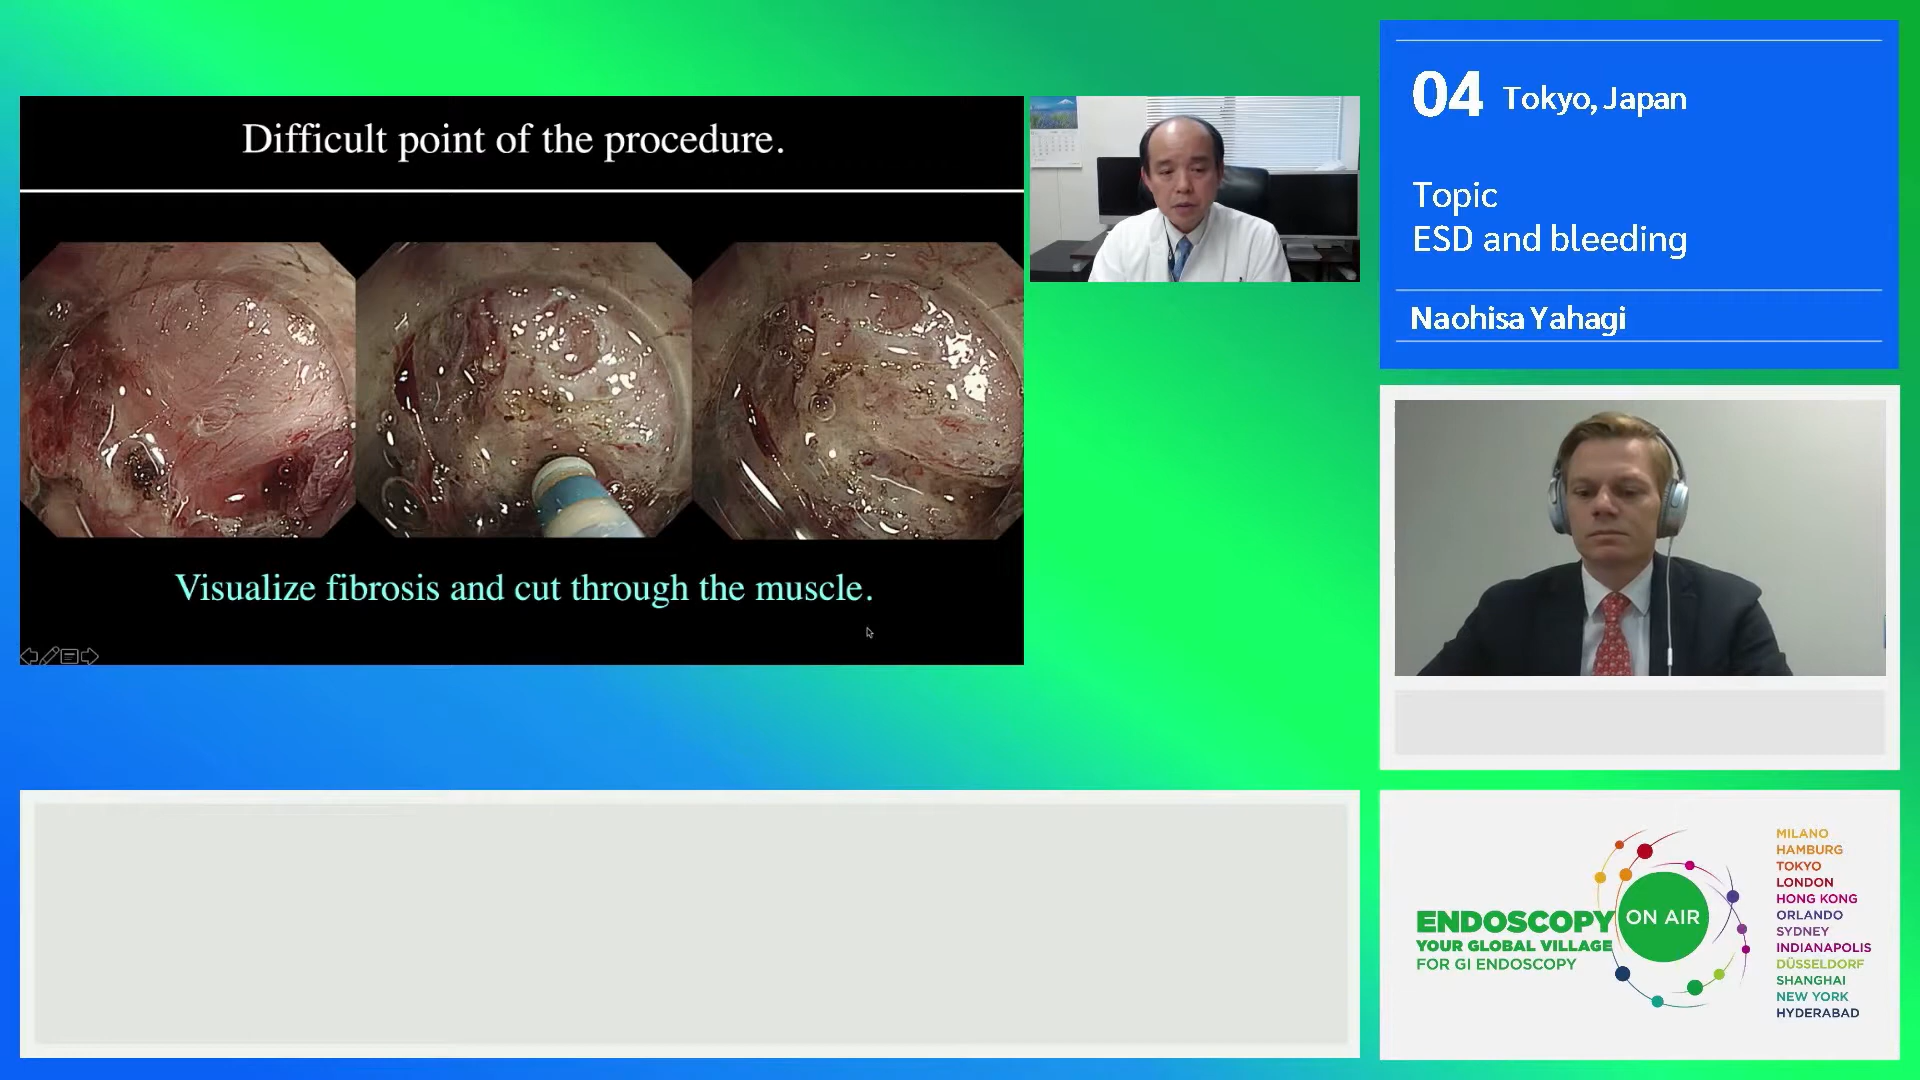 Difficult point of the procedure.
Visualize fibrosis and cut through the muscle.
04 Tokyo, Japan
Topic
ESD and bleeding
Naohisa Yahagi
ENDOSCOPY ON AIR
YOUR GLOBAL VILLAGE
FOR GI ENDOSCOPY
MILANO
HAMBURG
TOKYO
LONDON
HONG KONG
ORLANDO
SYDNEY
INDIANAPOLIS
DÜSSELDORF
SHANGHAI
NEW YORK
HYDERABAD